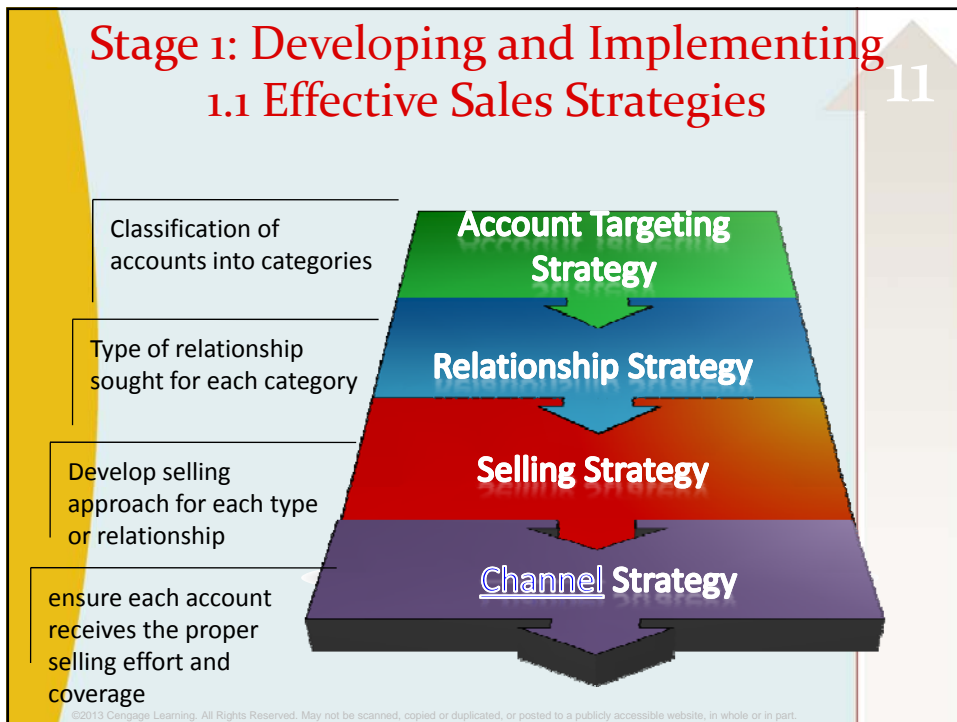 Stage 1: Developing and Implementing
1.1 Effective Sales Strategies
11
Classification of
accounts into categories
Account Targeting
Strategy
Type of relationship
sought for each category
Relationship Strategy
Develop selling
approach for each type
or relationship
Selling Strategy
ensure each account
receives the proper
selling effort and
coverage
Channel Strategy
©2013 Cengage Learning. All Rights Reserved. May not be scanned, copied or duplicated, or posted to a publicly accessible website, in whole or in part.